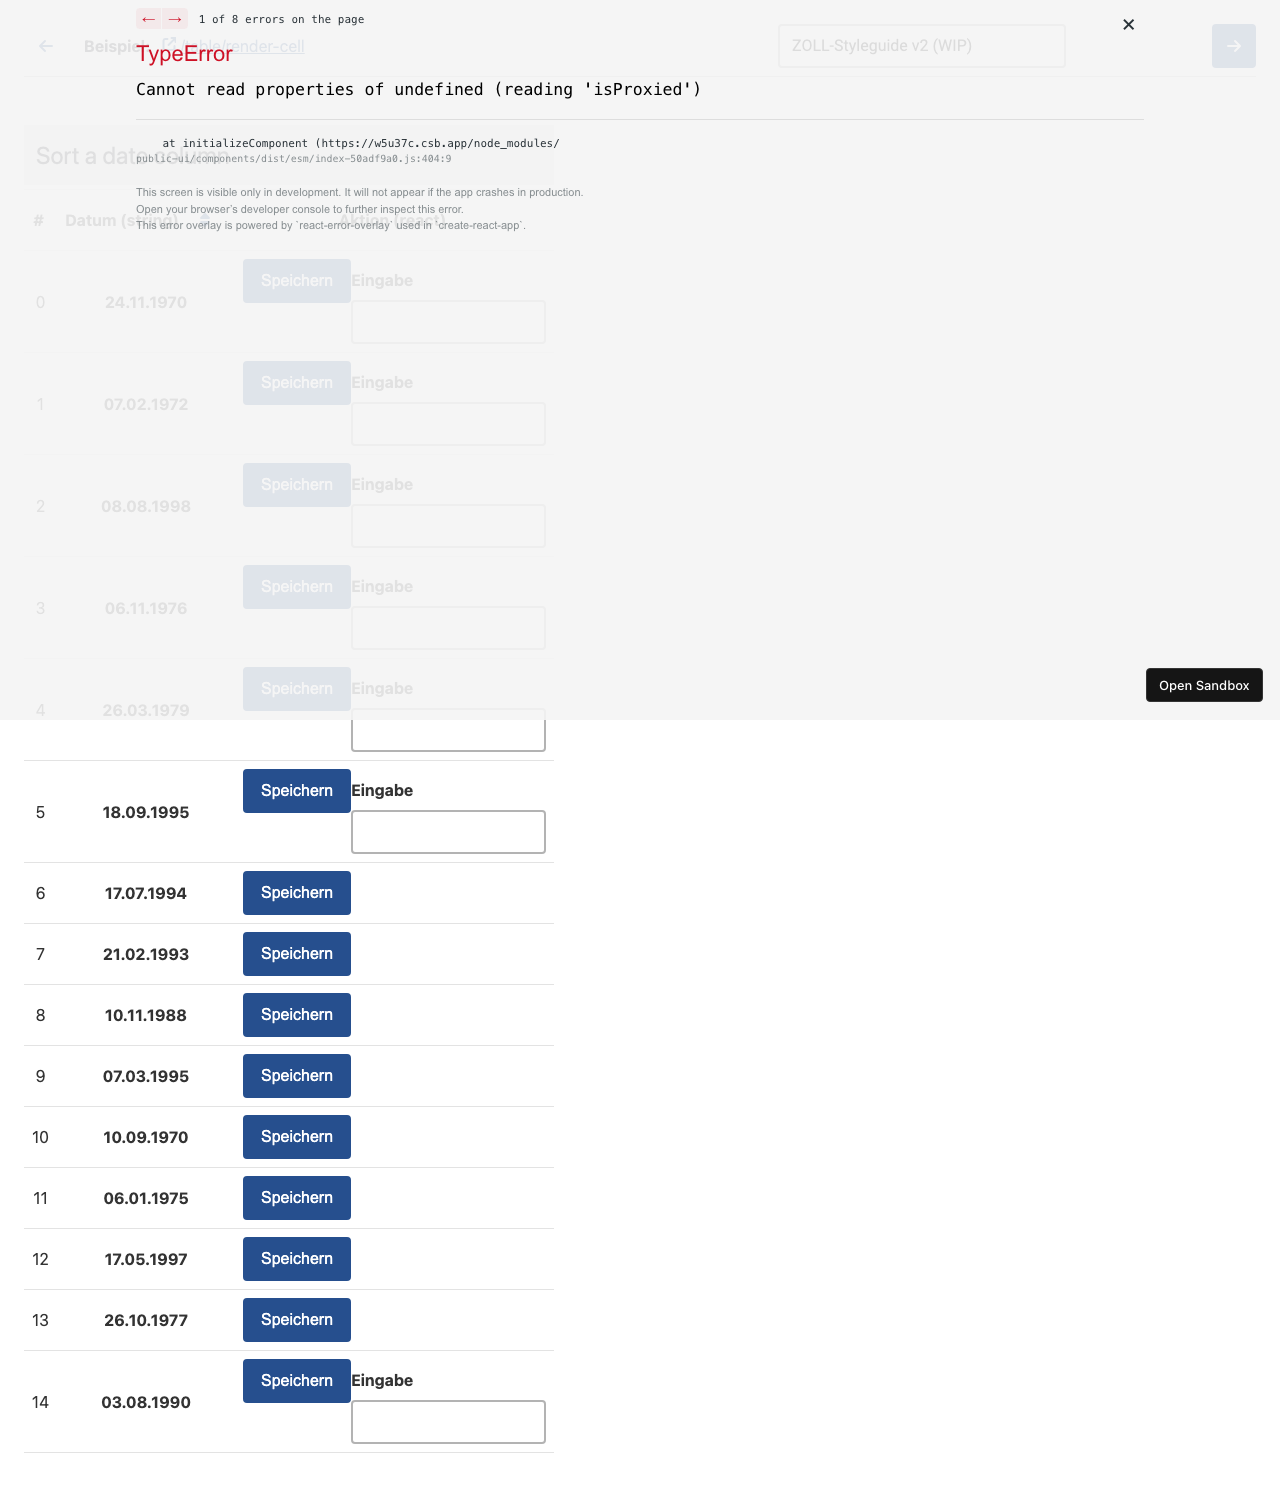 ← → 1 of 8 errors on the page
← Beispiel /table/render-cell ZOLL-Styleguide v2 (WIP) →
TypeError
Cannot read properties of undefined (reading 'isProxied')
at initializeComponent (https://w5u37c.csb.app/node_modules/
public-ui/components/dist/esm/index-50adf9a0.js:404:9
Sort a date column
This screen is visible only in development. It will not appear if the app crashes in production.
Open your browser’s developer console to further inspect this error.
# Datum (string) Aktion (react)
This error overlay is powered by `react-error-overlay` used in `create-react-app`.
Speichern Eingabe
0 24.11.1970
Speichern Eingabe
1 07.02.1972
Speichern Eingabe
2 08.08.1998
Speichern Eingabe
3 06.11.1976
Open Sandbox
Speichern Eingabe
4 26.03.1979
Speichern Eingabe
5 18.09.1995
6 17.07.1994 Speichern
7 21.02.1993 Speichern
8 10.11.1988 Speichern
9 07.03.1995 Speichern
10 10.09.1970 Speichern
11 06.01.1975 Speichern
12 17.05.1997 Speichern
13 26.10.1977 Speichern
Speichern Eingabe
14 03.08.1990